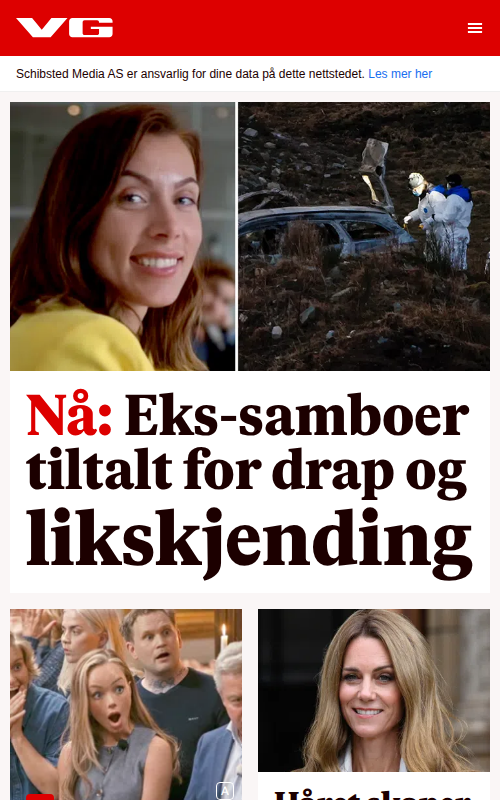 VG
Schibsted Media AS er ansvarlig for dine data på dette nettstedet. Les mer her
Nå: Eks-samboer
tiltalt for drap og
likskjending
A